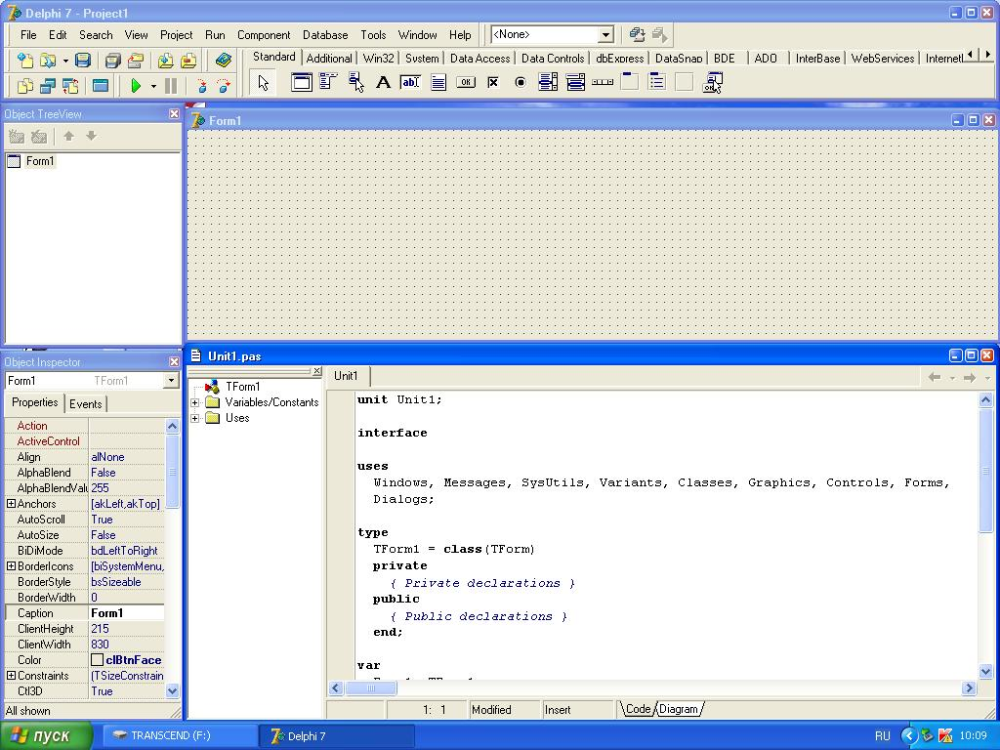 Delphi 7 - Project1
File Edit Search View Project Run Component Database Tools Window Help <None>
Standard Additional Win32 System Data Access Data Controls dbExpress DataSnap BDE ADO InterBase WebServices Internet
A ab OK
Object TreeView
Form1
Form1
Object Inspector
Form1 TForm1
Properties Events
Action
ActiveControl
Align alNone
AlphaBlend False
AlphaBlendVal 255
Anchors [akLeft,akTop]
AutoScroll True
AutoSize False
BiDiMode bdLeftToRight
BorderIcons [biSystemMenu,
BorderStyle bsSizeable
BorderWidth 0
Caption Form1
ClientHeight 215
ClientWidth 830
Color clBtnFace
Constraints (TSizeConstrain
Ctl3D True
All shown
Unit1.pas
TForm1
Variables/Constants
Uses
Unit1
unit Unit1;
interface
uses
Windows, Messages, SysUtils, Variants, Classes, Graphics, Controls, Forms,
Dialogs;
type
TForm1 = class(TForm)
private
{ Private declarations }
public
{ Public declarations }
end;
var
1: 1 Modified Insert Code Diagram
пуск TRANSCEND (F:) Delphi 7 RU 10:09